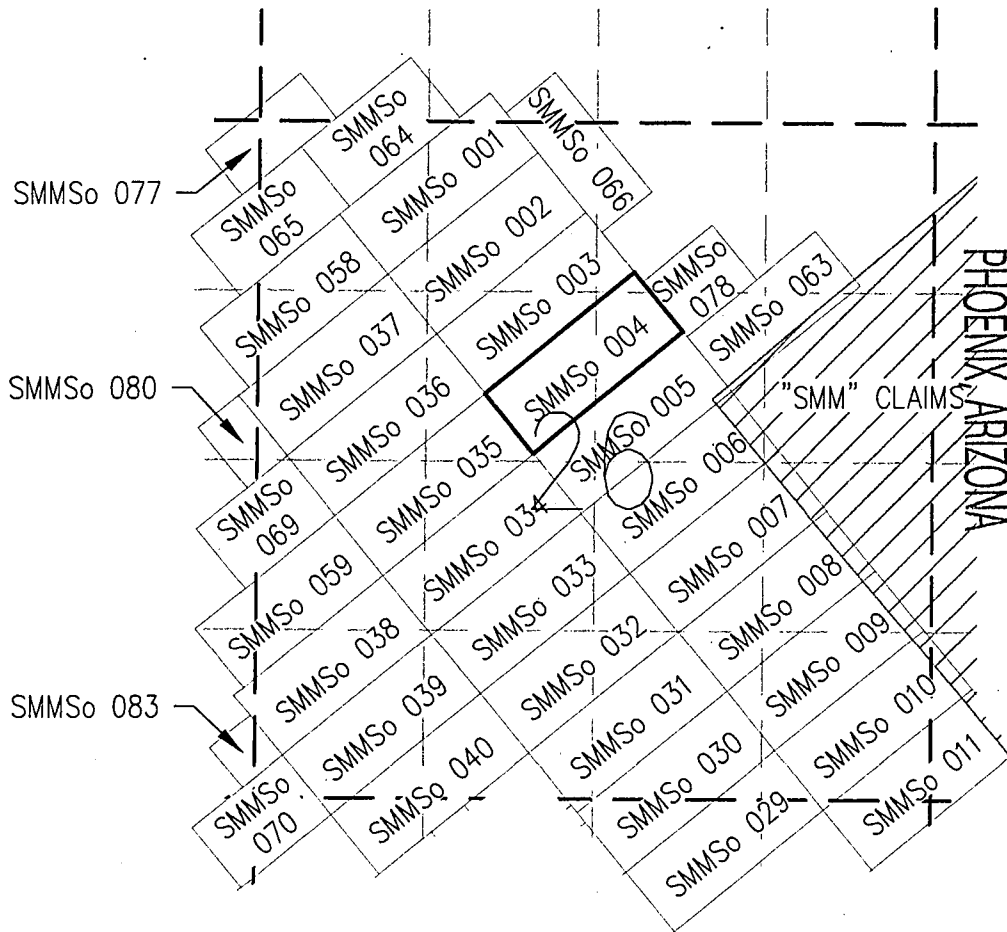 SMMSo 077
SMMSo
064
SMMSo 001
SMMSo 066
SMMSo
065
SMMSo 002
SMMSo 058
SMMSo 003
SMMSo
078
SMMSo 063
SMMSo 037
SMMSo 004
SMMSo 080
SMMSo 036
SMMSo 005
"SMM" CLAIMS
PHOENIX, ARIZONA
SMMSo 035
26
SMMSo 006
SMMSo
069
SMMSo 034
SMMSo 007
SMMSo 059
SMMSo 033
SMMSo 008
SMMSo 038
SMMSo 032
SMMSo 009
SMMSo 083
SMMSo 039
SMMSo 031
SMMSo 010
SMMSo
070
SMMSo 040
SMMSo 030
SMMSo 011
SMMSo 029